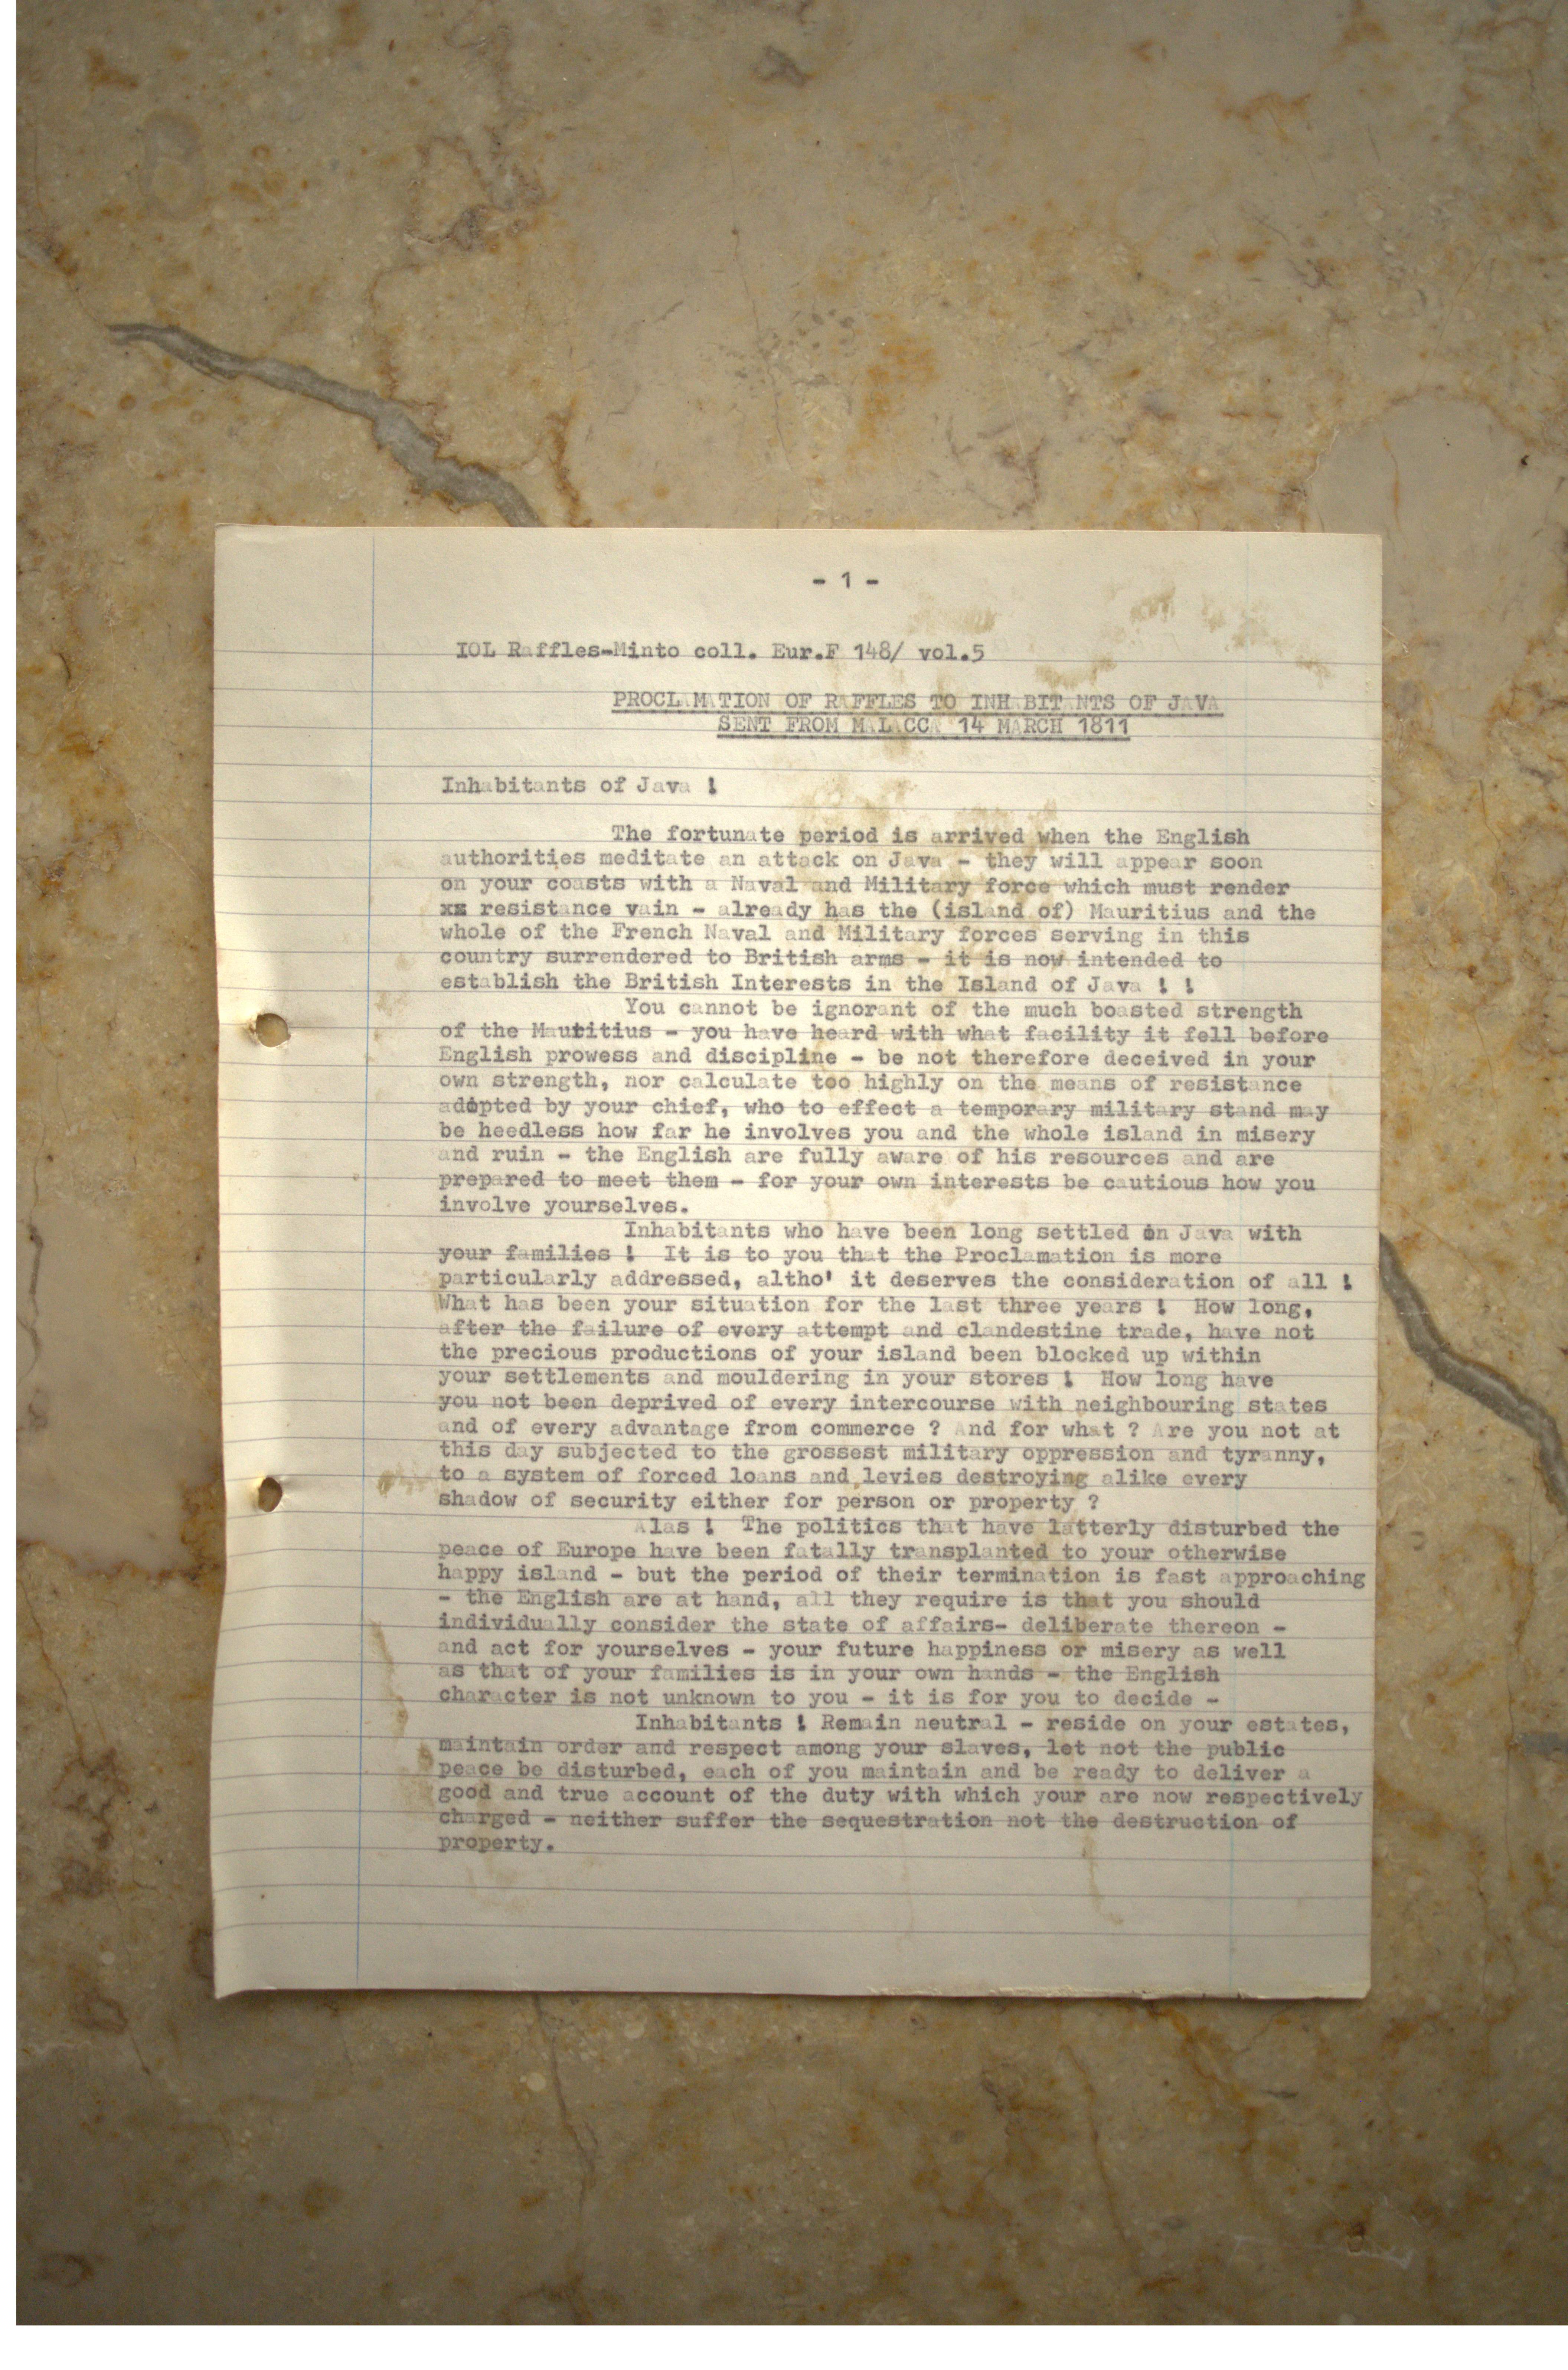 - 1 -
IOL Raffles-Minto coll. Eur.F 148/ vol.5
PROCLAMATION OF RAFFLES TO INHABITANTS OF JAVA
SENT FROM MALACCA 14 MARCH 1811
Inhabitants of Java !
The fortunate period is arrived when the English
authorities meditate an attack on Java - they will appear soon
on your coasts with a Naval and Military force which must render
xx resistance vain - already has the (island of) Mauritius and the
whole of the French Naval and Military forces serving in this
country surrendered to British arms - it is now intended to
establish the British Interests in the Island of Java ! !
You cannot be ignorant of the much boasted strength
of the Mauritius - you have heard with what facility it fell before
English prowess and discipline - be not therefore deceived in your
own strength, nor calculate too highly on the means of resistance
adopted by your chief, who to effect a temporary military stand may
be heedless how far he involves you and the whole island in misery
and ruin - the English are fully aware of his resources and are
prepared to meet them - for your own interests be cautious how you
involve yourselves.
Inhabitants who have been long settled on Java with
your families ! It is to you that the Proclamation is more
particularly addressed, altho' it deserves the consideration of all !
What has been your situation for the last three years ! How long,
after the failure of every attempt and clandestine trade, have not
the precious productions of your island been blocked up within
your settlements and mouldering in your stores ! How long have
you not been deprived of every intercourse with neighbouring states
and of every advantage from commerce ? And for what ? Are you not at
this day subjected to the grossest military oppression and tyranny,
to a system of forced loans and levies destroying alike every
shadow of security either for person or property ?
Alas ! The politics that have latterly disturbed the
peace of Europe have been fatally transplanted to your otherwise
happy island - but the period of their termination is fast approaching
- the English are at hand, all they require is that you should
individually consider the state of affairs- deliberate thereon -
and act for yourselves - your future happiness or misery as well
as that of your families is in your own hands - the English
character is not unknown to you - it is for you to decide -
Inhabitants ! Remain neutral - reside on your estates,
maintain order and respect among your slaves, let not the public
peace be disturbed, each of you maintain and be ready to deliver a
good and true account of the duty with which your are now respectively
charged - neither suffer the sequestration not the destruction of
property.